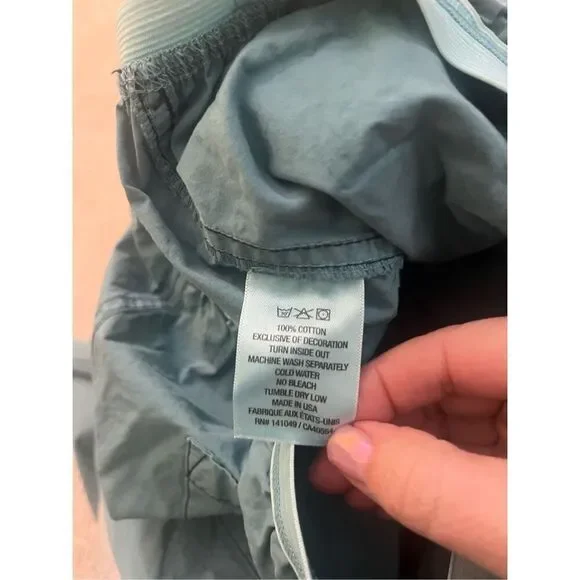 100% COTTON
EXCLUSIVE OF DECORATION
TURN INSIDE OUT
MACHINE WASH SEPARATELY
COLD WATER
NO BLEACH
TUMBLE DRY LOW
MADE IN USA
FABRIQUE AUX ÉTATS-UNIS
RN# 141049 /